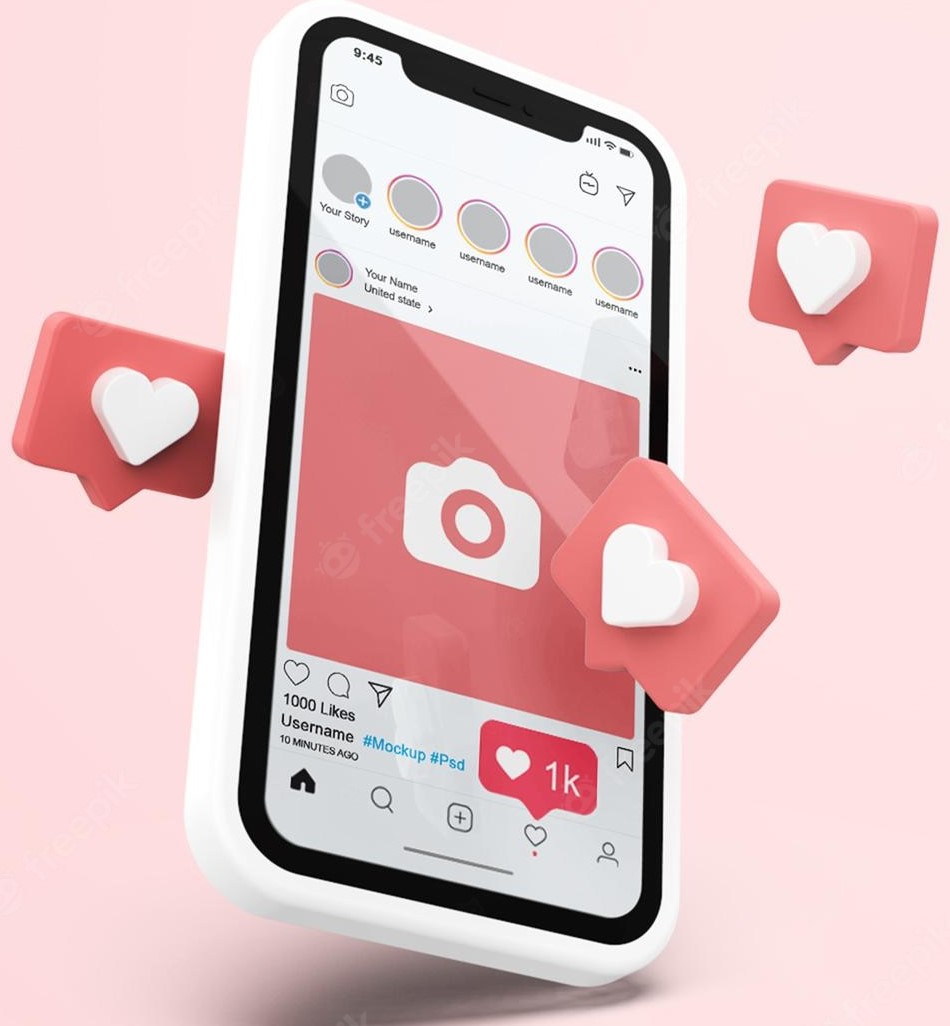 9:45
Your Story
username
username
username
username
Your Name
United state >
1000 Likes
Username #Mockup #Psd
10 MINUTES AGO
1k
freepik
freepik
freepik
freepik